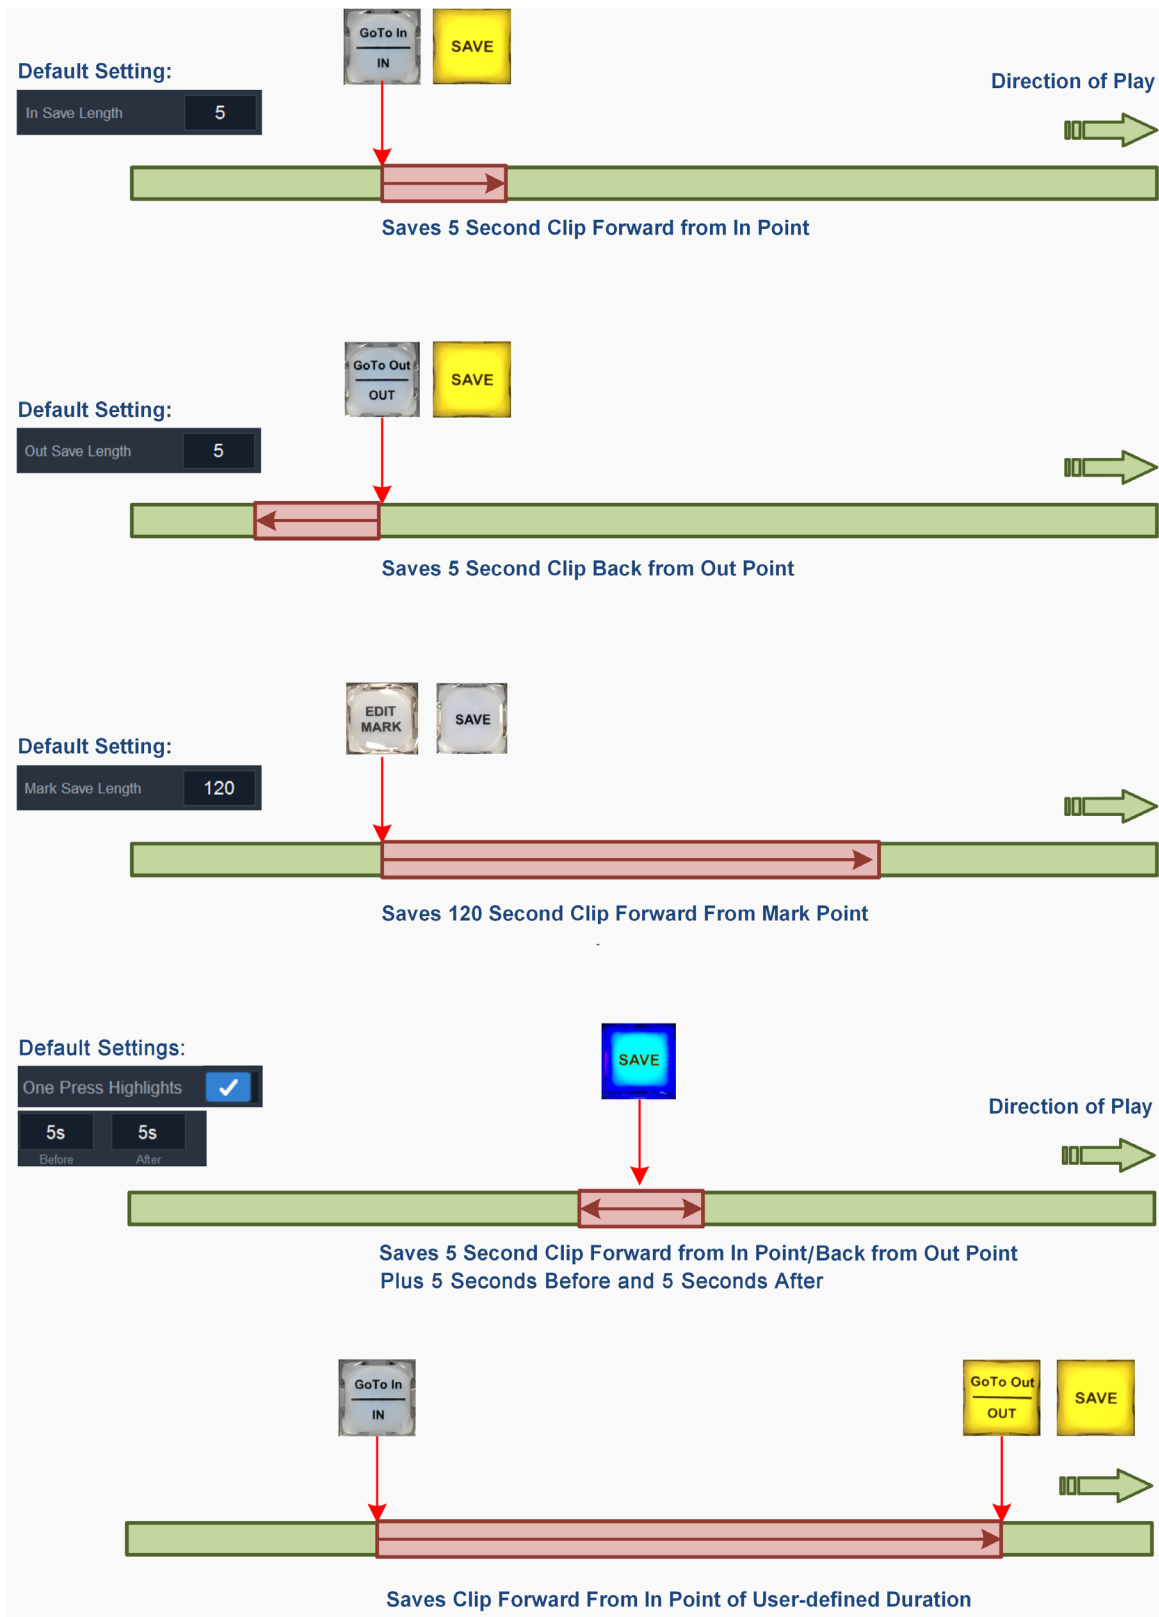 GoTo In
IN
SAVE
Default Setting:
In Save Length
5
Direction of Play
Saves 5 Second Clip Forward from In Point
GoTo Out
OUT
SAVE
Default Setting:
Out Save Length
5
Saves 5 Second Clip Back from Out Point
EDIT
MARK
SAVE
Default Setting:
Mark Save Length
120
Saves 120 Second Clip Forward From Mark Point
SAVE
Default Settings:
One Press Highlights
5s
5s
Before
After
Direction of Play
Saves 5 Second Clip Forward from In Point/Back from Out Point
Plus 5 Seconds Before and 5 Seconds After
GoTo In
IN
GoTo Out
OUT
SAVE
Saves Clip Forward From In Point of User-defined Duration